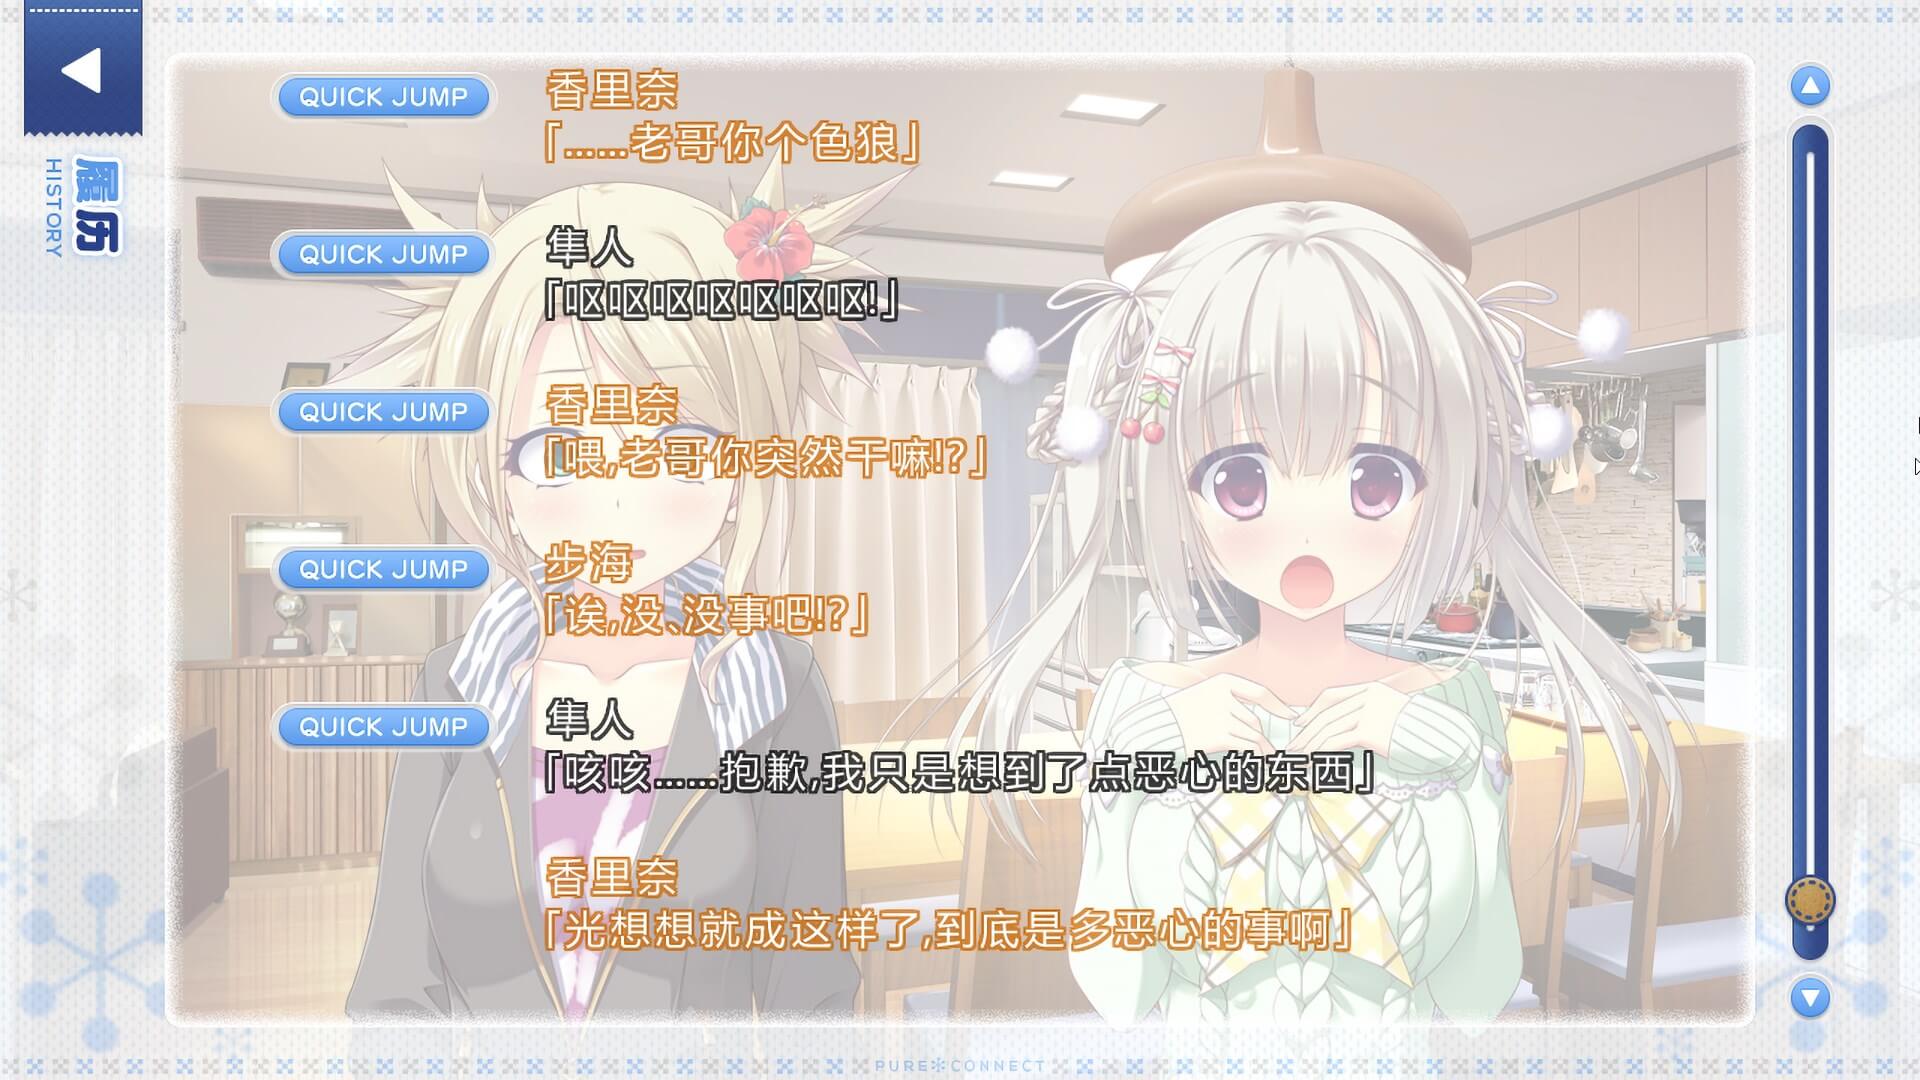 履历
HISTORY
QUICK JUMP
香里奈
「……老哥你个色狼」
QUICK JUMP
隼人
「呕呕呕呕呕呕呕!」
QUICK JUMP
香里奈
「喂,老哥你突然干嘛!?」
QUICK JUMP
步海
「诶,没、没事吧!?」
QUICK JUMP
隼人
「咳咳……抱歉,我只是想到了点恶心的东西」
香里奈
「光想想就成这样了,到底是多恶心的事啊」
PURE✻CONNECT